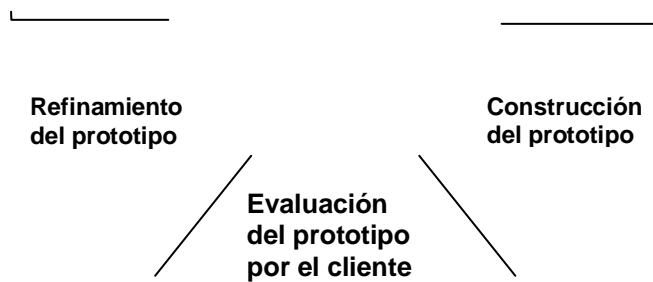 Refinamiento
del prototipo
Construcción
del prototipo
Evaluación
del prototipo
por el cliente